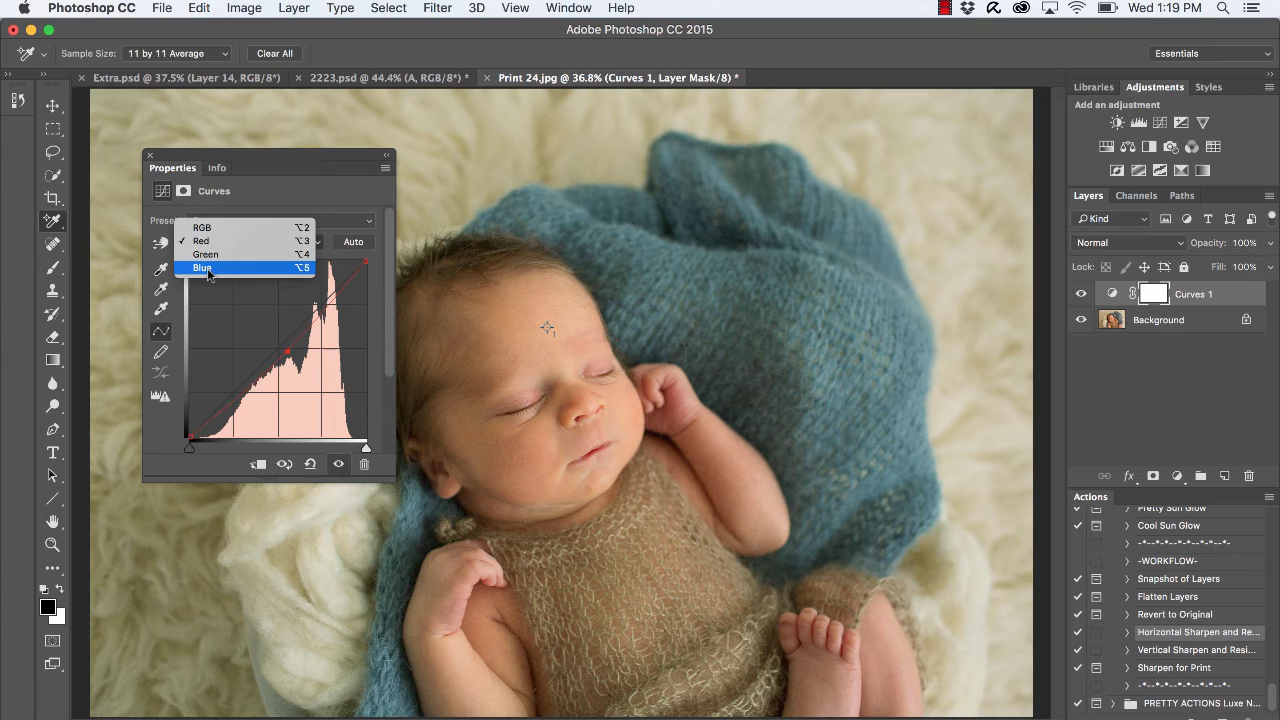 Photoshop CC File Edit Image Layer Type Select Filter 3D View Window Help Wed 1:19 PM
Adobe Photoshop CC 2015
Sample Size: 11 by 11 Average Clear All Essentials
Extra.psd @ 37.5% (Layer 14, RGB/8*) 2223.psd @ 44.4% (A, RGB/8*) * Print 24.jpg @ 36.8% (Curves 1, Layer Mask/8) *
Properties Info
Curves
Prese
RGB ⌥2
✓ Red ⌥3
Green ⌥4
Blue ⌥5
Auto
1
Libraries Adjustments Styles
Add an adjustment
Layers Channels Paths
Kind
Normal Opacity: 100%
Lock: Fill: 100%
Curves 1
Background
Actions
Pretty Sun Glow
Cool Sun Glow
-*--*--*--*--*--*--*-
-WORKFLOW-
Snapshot of Layers
Flatten Layers
Revert to Original
Horizontal Sharpen and Re...
Vertical Sharpen and Resi...
Sharpen for Print
-*--*--*--*--*--*--*-
PRETTY ACTIONS Luxe N...